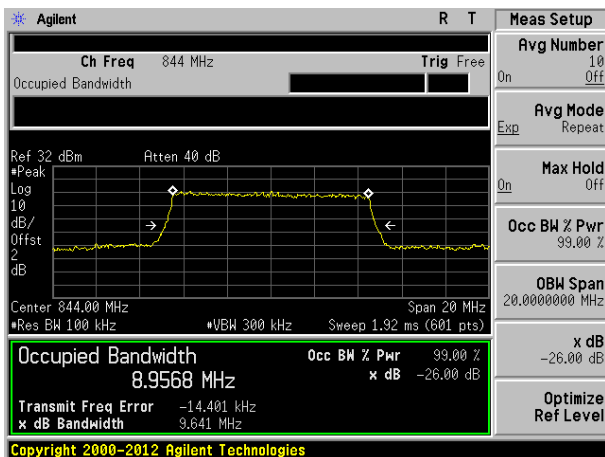 Agilent R T
Ch Freq 844 MHz Trig Free
Occupied Bandwidth
Ref 32 dBm Atten 40 dB
#Peak
Log
10
dB/
Offst
2
dB
Center 844.00 MHz Span 20 MHz
#Res BW 100 kHz #VBW 300 kHz Sweep 1.92 ms (601 pts)
Occupied Bandwidth Occ BW % Pwr 99.00 %
8.9568 MHz x dB -26.00 dB
Transmit Freq Error -14.401 kHz
x dB Bandwidth 9.641 MHz
Copyright 2000-2012 Agilent Technologies
Meas Setup
Avg Number
10
On Off
Avg Mode
Exp Repeat
Max Hold
On Off
Occ BW % Pwr
99.00 %
OBW Span
20.0000000 MHz
x dB
-26.00 dB
Optimize
Ref Level